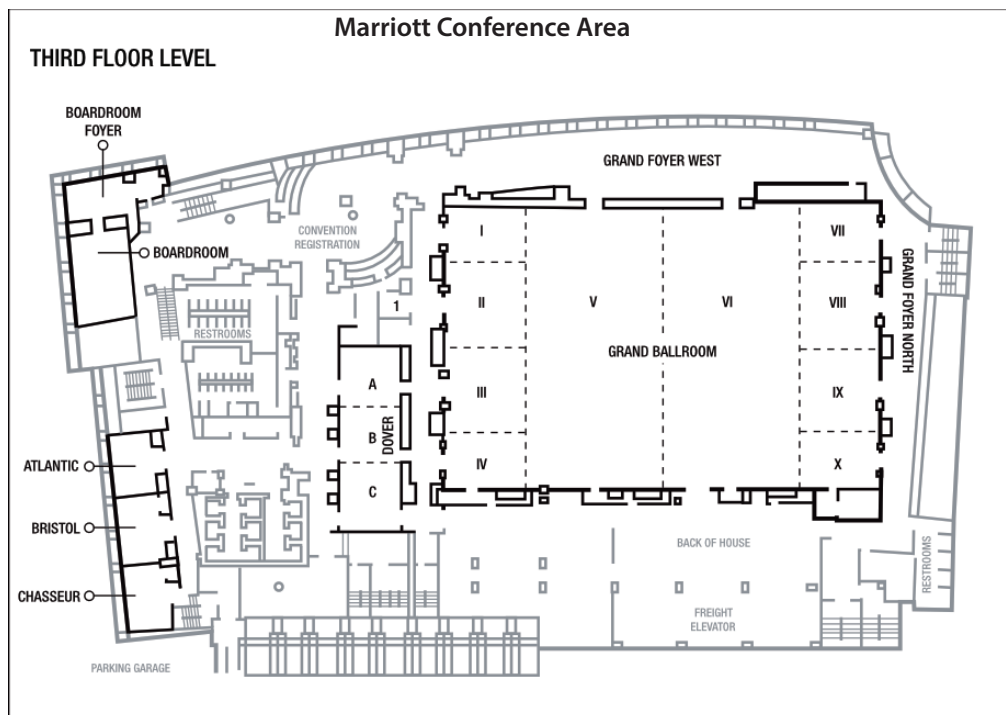 Marriott Conference Area
THIRD FLOOR LEVEL
BOARDROOM
FOYER
GRAND FOYER WEST
CONVENTION
REGISTRATION
BOARDROOM
I
VII
GRAND FOYER NORTH
1
II
V
VI
VIII
RESTROOMS
GRAND BALLROOM
A
III
IX
DOVER
B
ATLANTIC
IV
X
C
BRISTOL
BACK OF HOUSE
RESTROOMS
CHASSEUR
FREIGHT
ELEVATOR
PARKING GARAGE